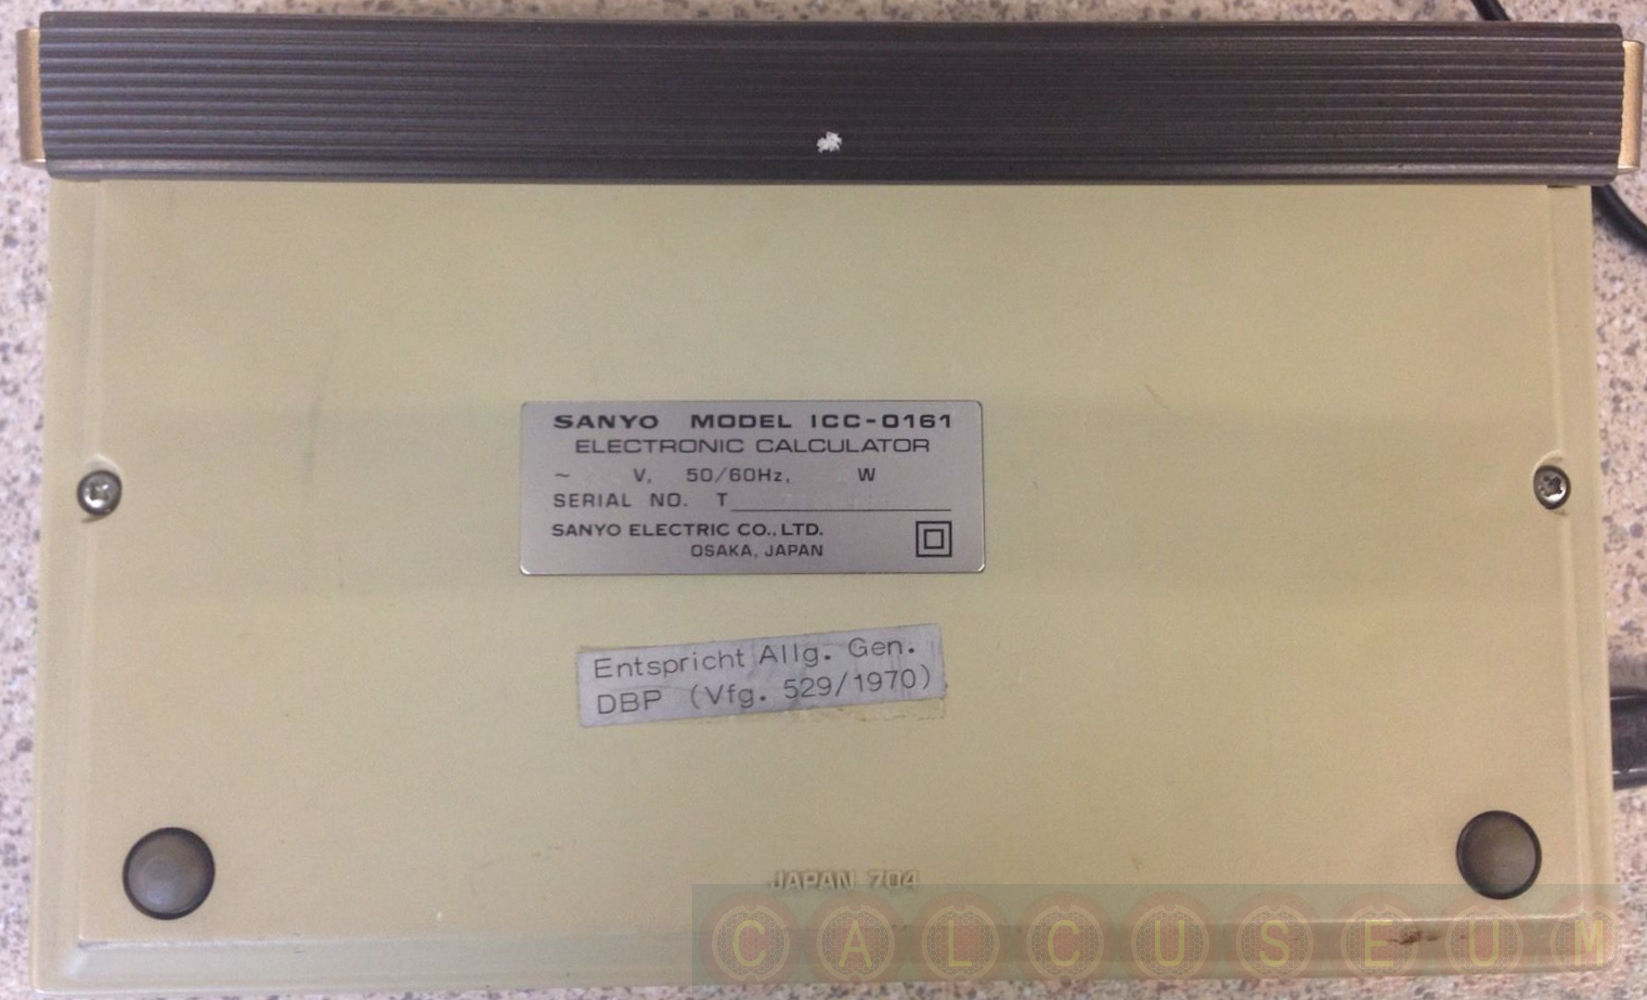 SANYO MODEL ICC-0161
ELECTRONIC CALCULATOR
~ V, 50/60Hz, W
SERIAL NO. T
SANYO ELECTRIC CO., LTD.
OSAKA, JAPAN
Entspricht Allg. Gen.
DBP (Vfg. 529/1970)
JAPAN 704
CALCUSEUM